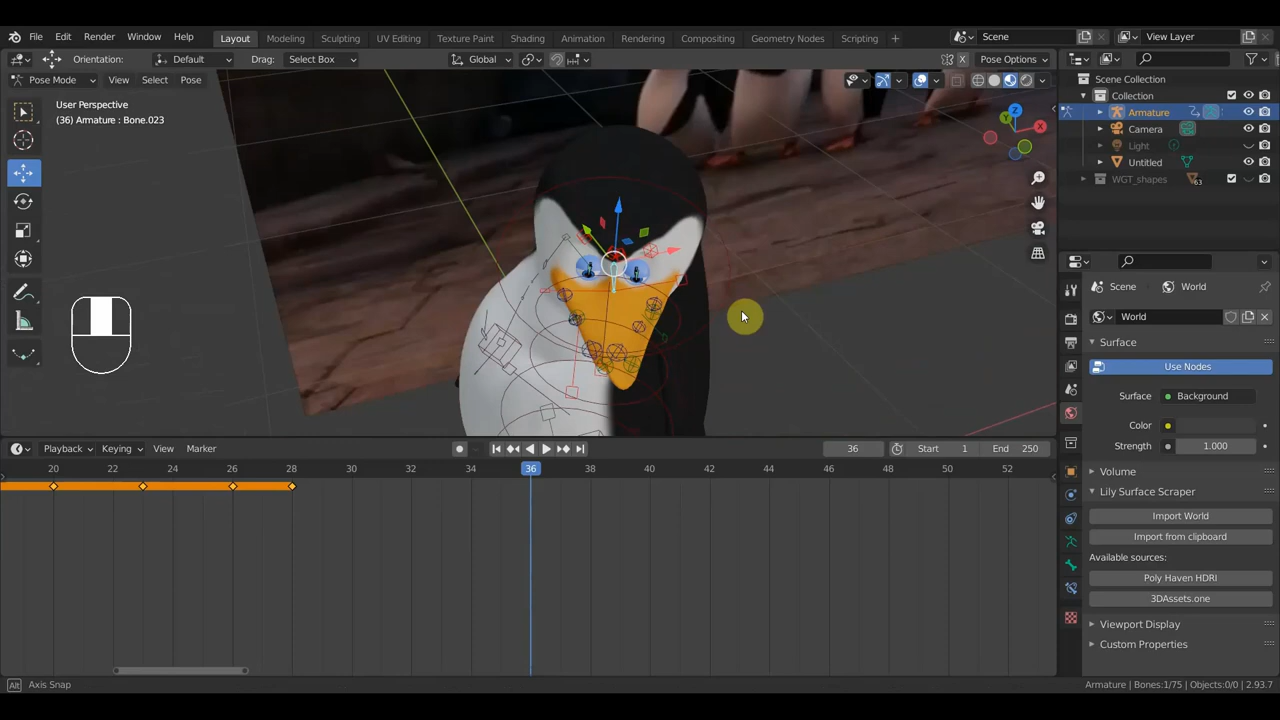 File Edit Render Window Help
Layout Modeling Sculpting UV Editing Texture Paint Shading Animation Rendering Compositing Geometry Nodes Scripting +
Scene View Layer
Orientation: Default Drag: Select Box Global X Pose Options
Pose Mode View Select Pose
User Perspective
(36) Armature : Bone.023
Z
Y
X
Scene Collection
Collection
Armature
Camera
Light
Untitled
WGT_shapes 63
Scene World
World
Surface
Use Nodes
Surface Background
Color
Strength 1.000
Volume
Lily Surface Scraper
Import World
Import from clipboard
Available sources:
Poly Haven HDRI
3DAssets.one
Viewport Display
Custom Properties
Playback Keying View Marker 36 Start 1 End 250
20 22 24 26 28 30 32 34 36 38 40 42 44 46 48 50 52
Alt Axis Snap Armature | Bones:1/75 | Objects:0/0 | 2.93.7